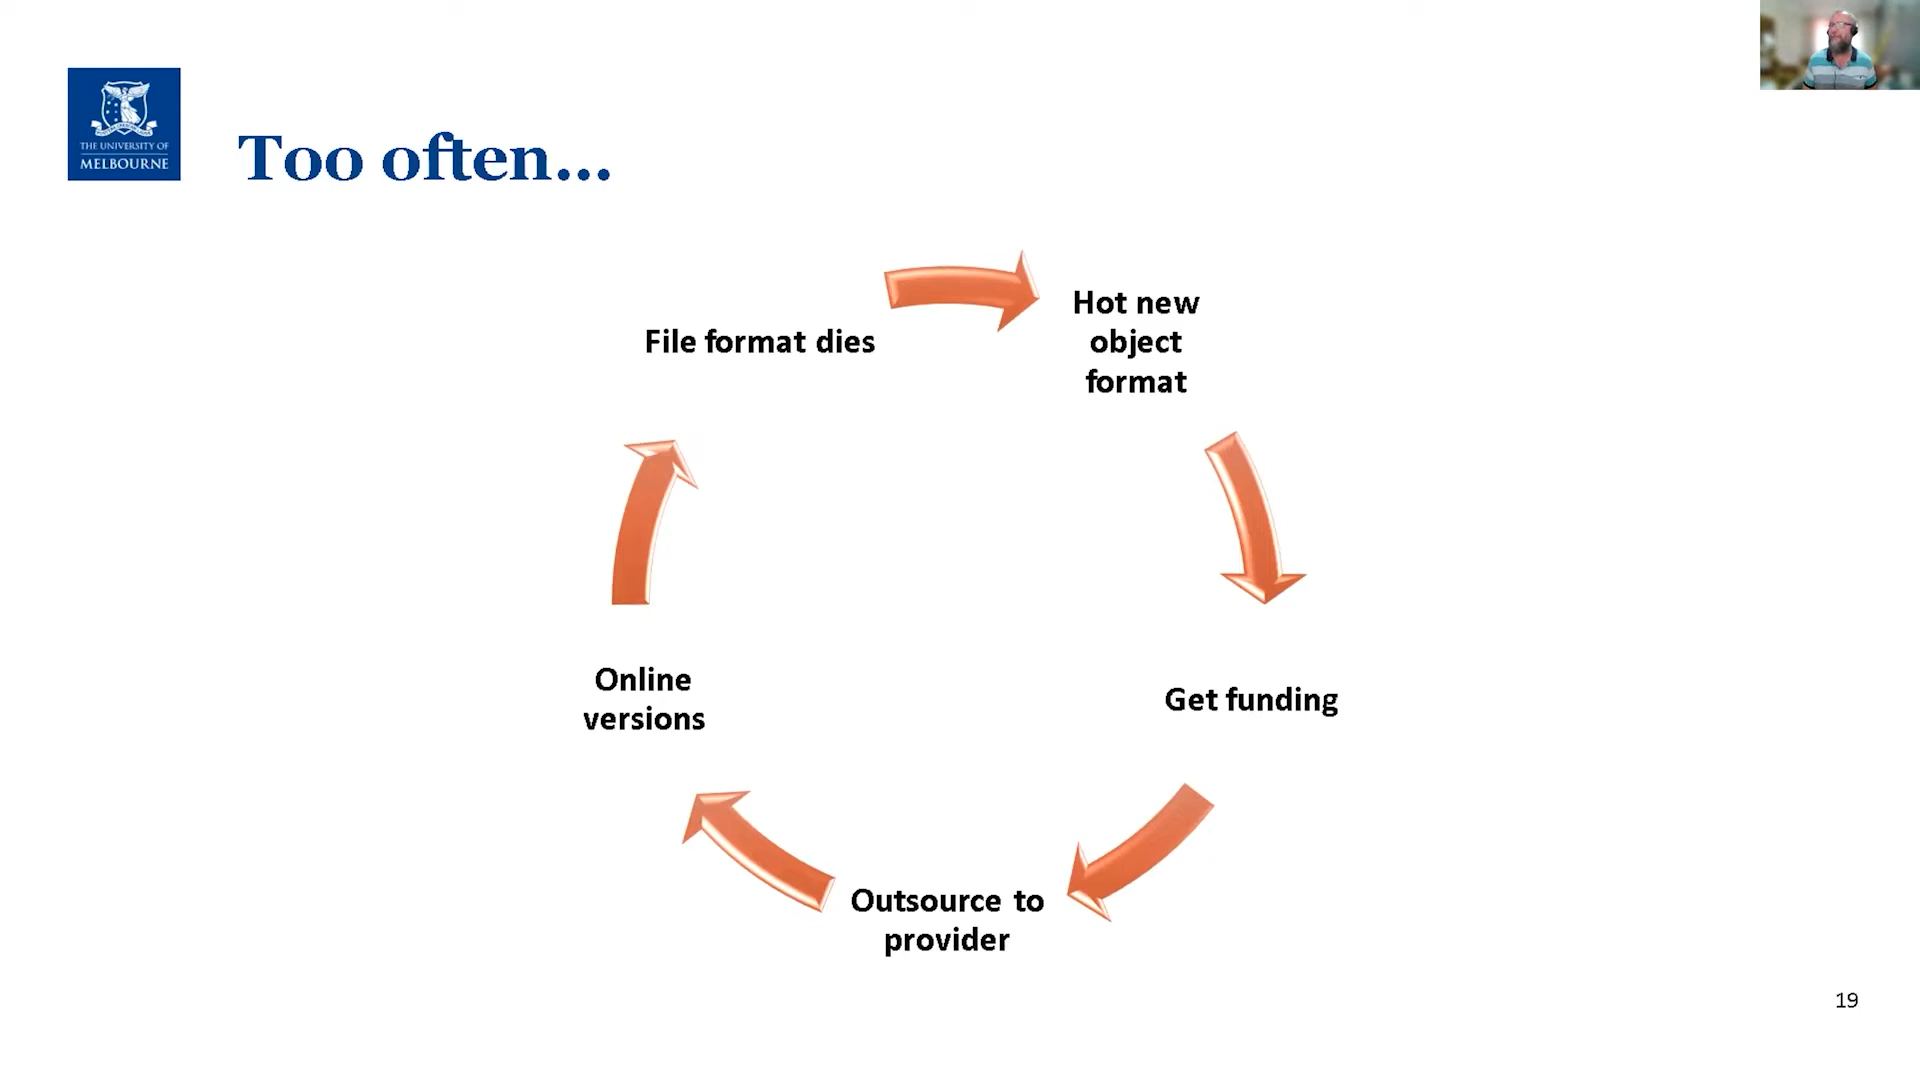 THE UNIVERSITY OF
MELBOURNE
Too often...
File format dies
Hot new
object
format
Get funding
Outsource to
provider
Online
versions
19